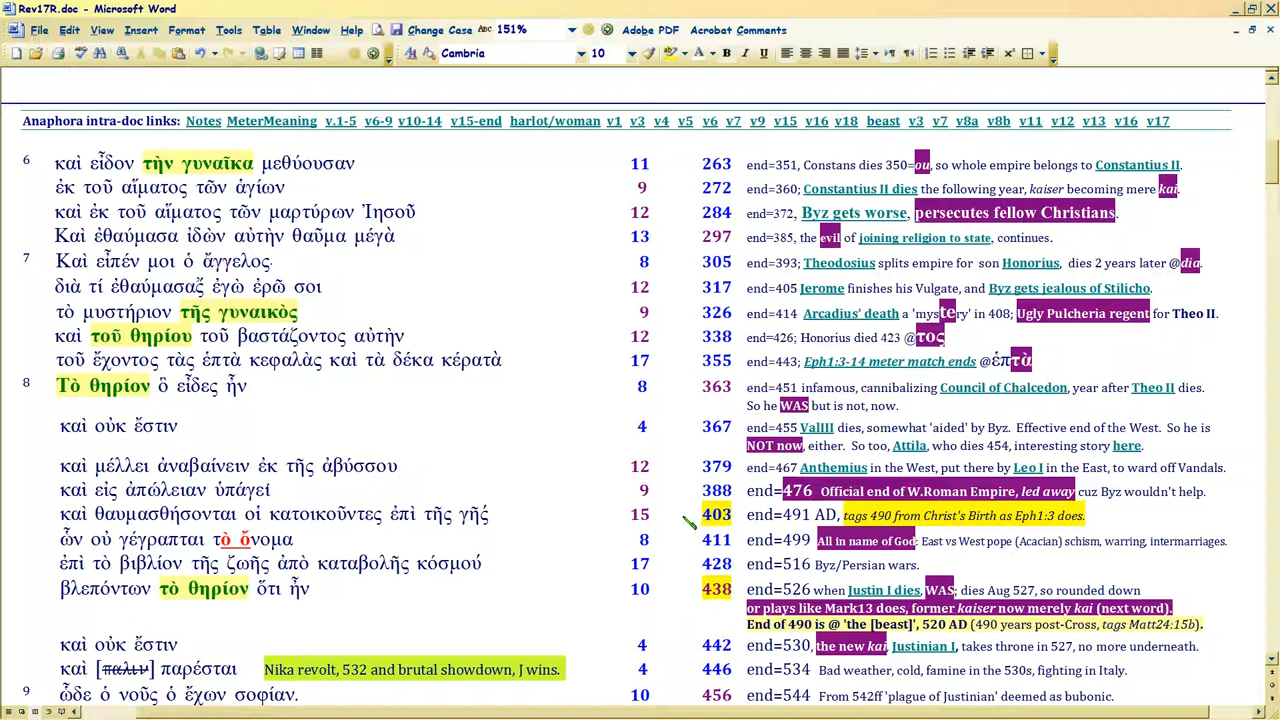 Rev17R.doc - Microsoft Word
File Edit View Insert Format Tools Table Window Help Change Case 151% Adobe PDF Acrobat Comments
Cambria 10
Anaphora intra-doc links: Notes MeterMeaning v.1-5 v6-9 v10-14 v15-end harlot/woman v1 v3 v4 v5 v6 v7 v9 v15 v16 v18 beast v3 v7 v8a v8b v11 v12 v13 v16 v17
6 καὶ εἶδον τὴν γυναῖκα μεθύουσαν 11 263 end=351, Constans dies 350=ου, so whole empire belongs to Constantius II.
ἐκ τοῦ αἵματος τῶν ἁγίων 9 272 end=360; Constantius II dies the following year, kaiser becoming mere kai.
καὶ ἐκ τοῦ αἵματος τῶν μαρτύρων Ἰησοῦ 12 284 end=372, Byz gets worse, persecutes fellow Christians.
Καὶ ἐθαύμασα ἰδὼν αὐτὴν θαῦμα μέγὰ 13 297 end=385, the evil of joining religion to state, continues.
7 Καὶ εἶπέν μοι ὁ ἄγγελος· 8 305 end=393; Theodosius splits empire for son Honorius, dies 2 years later @dia.
διὰ τί ἐθαύμασαξ ἐγὼ ἐρῶ σοι 12 317 end=405 Jerome finishes his Vulgate, and Byz gets jealous of Stilicho.
τὸ μυστήριον τῆς γυναικὸς 9 326 end=414 Arcadius' death a 'mystery' in 408; Ugly Pulcheria regent for Theo II.
καὶ τοῦ θηρίου τοῦ βαστάζοντος αὐτὴν 12 338 end=426; Honorius died 423 @τος
τοῦ ἔχοντος τὰς ἑπτὰ κεφαλὰς καὶ τὰ δέκα κέρατὰ 17 355 end=443; Eph1:3-14 meter match ends @ἑπτὰ
8 Τὸ θηρίον ὃ εἶδες ἦν 8 363 end=451 infamous, cannibalizing Council of Chalcedon, year after Theo II dies.
So he WAS but is not, now.
καὶ οὐκ ἔστιν 4 367 end=455 ValIII dies, somewhat 'aided' by Byz. Effective end of the West. So he is
NOT now, either. So too, Attila, who dies 454, interesting story here.
καὶ μέλλει ἀναβαίνειν ἐκ τῆς ἀβύσσου 12 379 end=467 Anthemius in the West, put there by Leo I in the East, to ward off Vandals.
καὶ εἰς ἀπώλειαν ὑπάγεί 9 388 end=476 Official end of W.Roman Empire, led away cuz Byz wouldn't help.
καὶ θαυμασθήσονται οἱ κατοικοῦντες ἐπὶ τῆς γῆς 15 403 end=491 AD, tags 490 from Christ's Birth as Eph1:3 does.
ὧν οὐ γέγραπται τὸ ὄνομα 8 411 end=499 All in name of God: East vs West pope (Acacian) schism, warring, intermarriages.
ἐπὶ τὸ βιβλίον τῆς ζωῆς ἀπὸ καταβολῆς κόσμού 17 428 end=516 Byz/Persian wars.
βλεπόντων τὸ θηρίον ὅτι ἦν 10 438 end=526 when Justin I dies, WAS; dies Aug 527, so rounded down
or plays like Mark13 does, former kaiser now merely kai (next word).
End of 490 is @ 'the [beast]', 520 AD (490 years post-Cross, tags Matt24:15b).
καὶ οὐκ ἔστιν 4 442 end=530, the new kai, Justinian I, takes throne in 527, no more underneath.
καὶ [παλιν] παρέσται Nika revolt, 532 and brutal showdown, J wins. 4 446 end=534 Bad weather, cold, famine in the 530s, fighting in Italy.
9 ὧδε ὁ νοῦς ὁ ἔχων σοφίαν. 10 456 end=544 From 542ff 'plague of Justinian' deemed as bubonic.